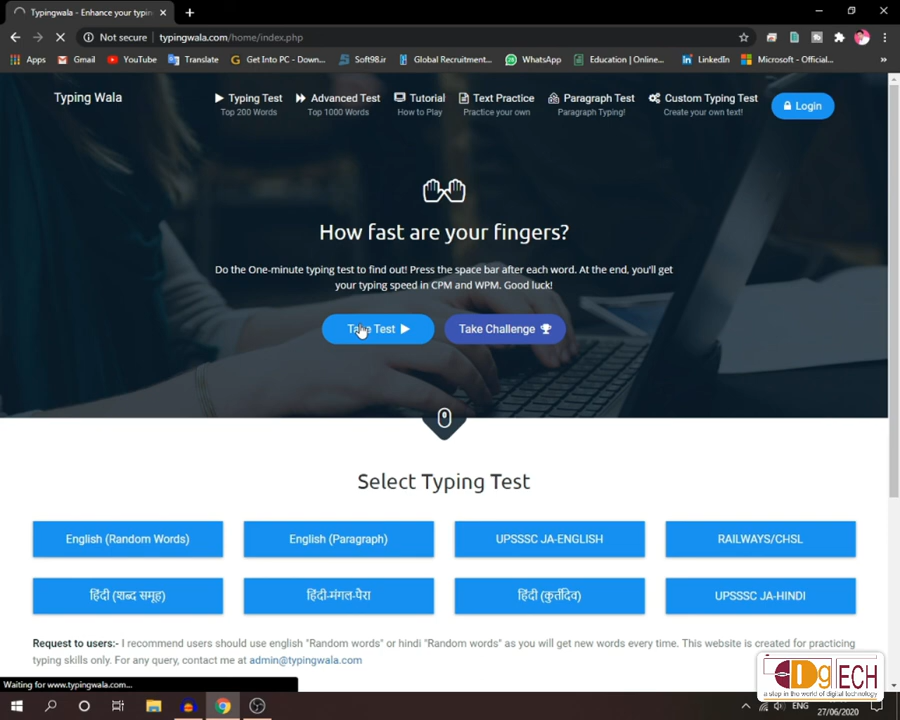 Typingwala - Enhance your typin
Not secure
typingwala.com/home/index.php
Apps
Gmail
YouTube
Translate
Get Into PC - Down...
Soft98.ir
Global Recruitment...
WhatsApp
Education | Online...
LinkedIn
Microsoft - Official...
Typing Wala
Typing Test
Top 200 Words
Advanced Test
Top 1000 Words
Tutorial
How to Play
Text Practice
Practice your own
Paragraph Test
Paragraph Typing!
Custom Typing Test
Create your own text!
Login
How fast are your fingers?
Do the One-minute typing test to find out! Press the space bar after each word. At the end, you'll get
your typing speed in CPM and WPM. Good luck!
Take Test
Take Challenge
Select Typing Test
English (Random Words)
English (Paragraph)
UPSSSC JA-ENGLISH
RAILWAYS/CHSL
हिंदी (शब्द समूह)
हिंदी-मंगल-पैरा
हिंदी (कुर्तिदेव)
UPSSSC JA-HINDI
Request to users:- I recommend users should use english "Random words" or hindi "Random words" as you will get new words every time. This website is created for practicing
typing skills only. For any query, contact me at admin@typingwala.com
Waiting for www.typingwala.com...
DgTECH
a step in the world of digital technology
ENG
27/06/2020